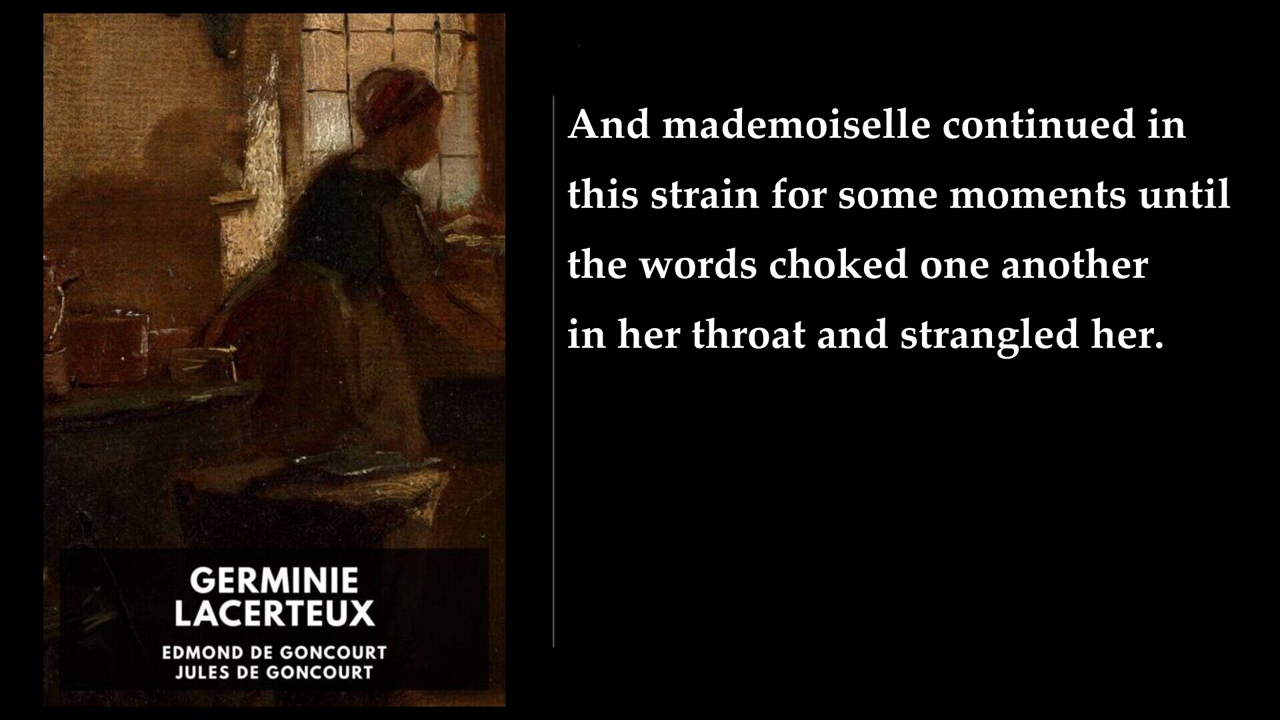 And mademoiselle continued in
this strain for some moments until
the words choked one another
in her throat and strangled her.
GERMINIE
LACERTEUX
EDMOND DE GONCOURT
JULES DE GONCOURT